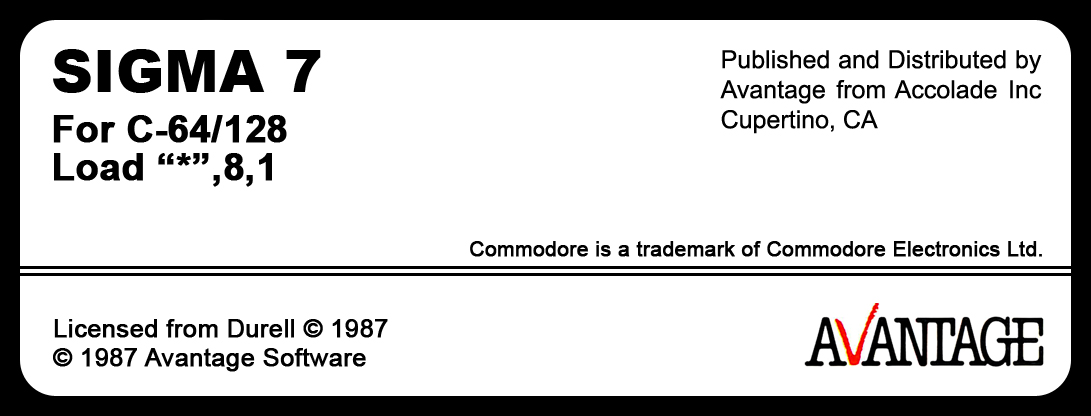 SIGMA 7
For C-64/128
Load “*”,8,1
Published and Distributed by
Avantage from Accolade Inc
Cupertino, CA
Commodore is a trademark of Commodore Electronics Ltd.
Licensed from Durell © 1987
© 1987 Avantage Software
AVANTAGE